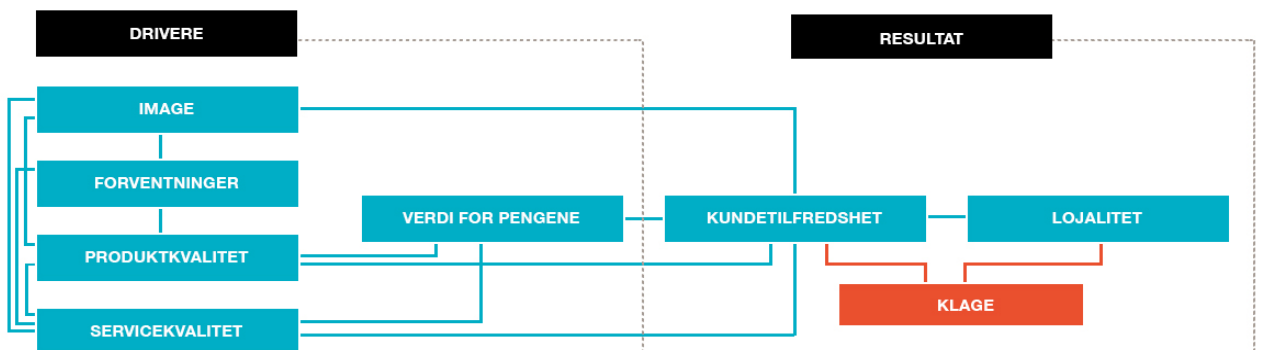 DRIVERE
RESULTAT
IMAGE
FORVENTNINGER
VERDI FOR PENGENE
KUNDETILFREDSHET
LOJALITET
PRODUKTKVALITET
KLAGE
SERVICEKVALITET